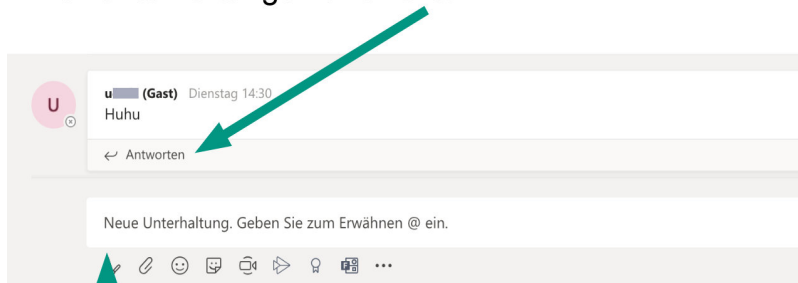 U
u (Gast) Dienstag 14:30
Huhu
Antworten
Neue Unterhaltung. Geben Sie zum Erwähnen @ ein.